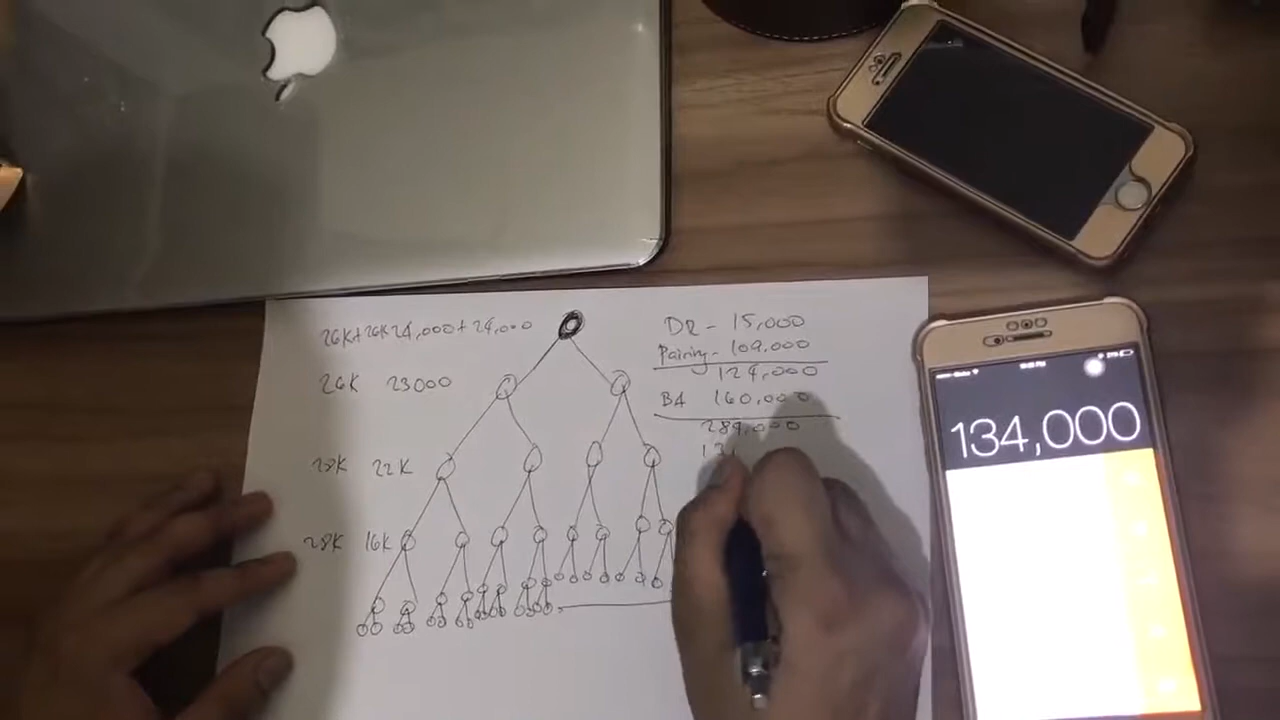 26K+26K 24,000+24,000
26K 23000
28K 22K
28K 16K
DR - 15,000
Pairing - 109,000
124,000
B4 160,000
284,000
13
134,000